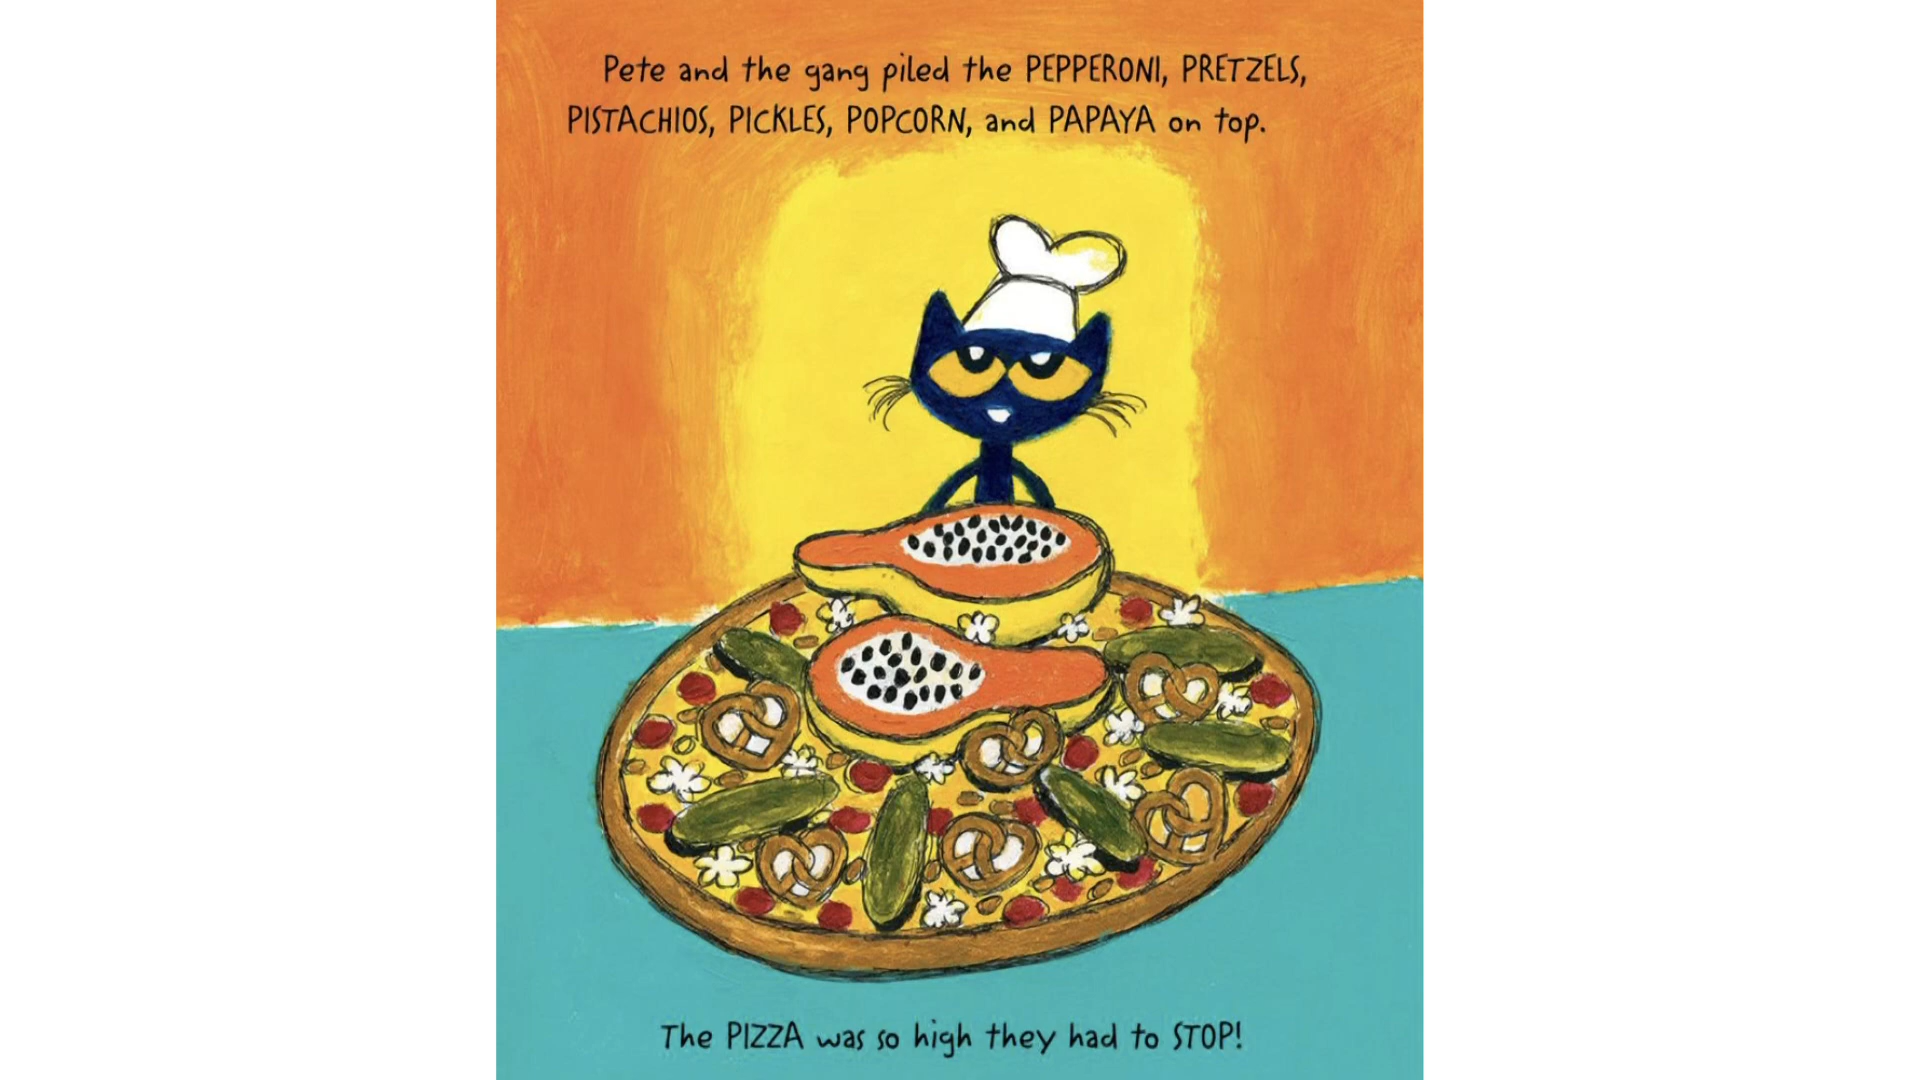 Pete and the gang piled the PEPPERONI, PRETZELS,
PISTACHIOS, PICKLES, POPCORN, and PAPAYA on top.
The PIZZA was so high they had to STOP!